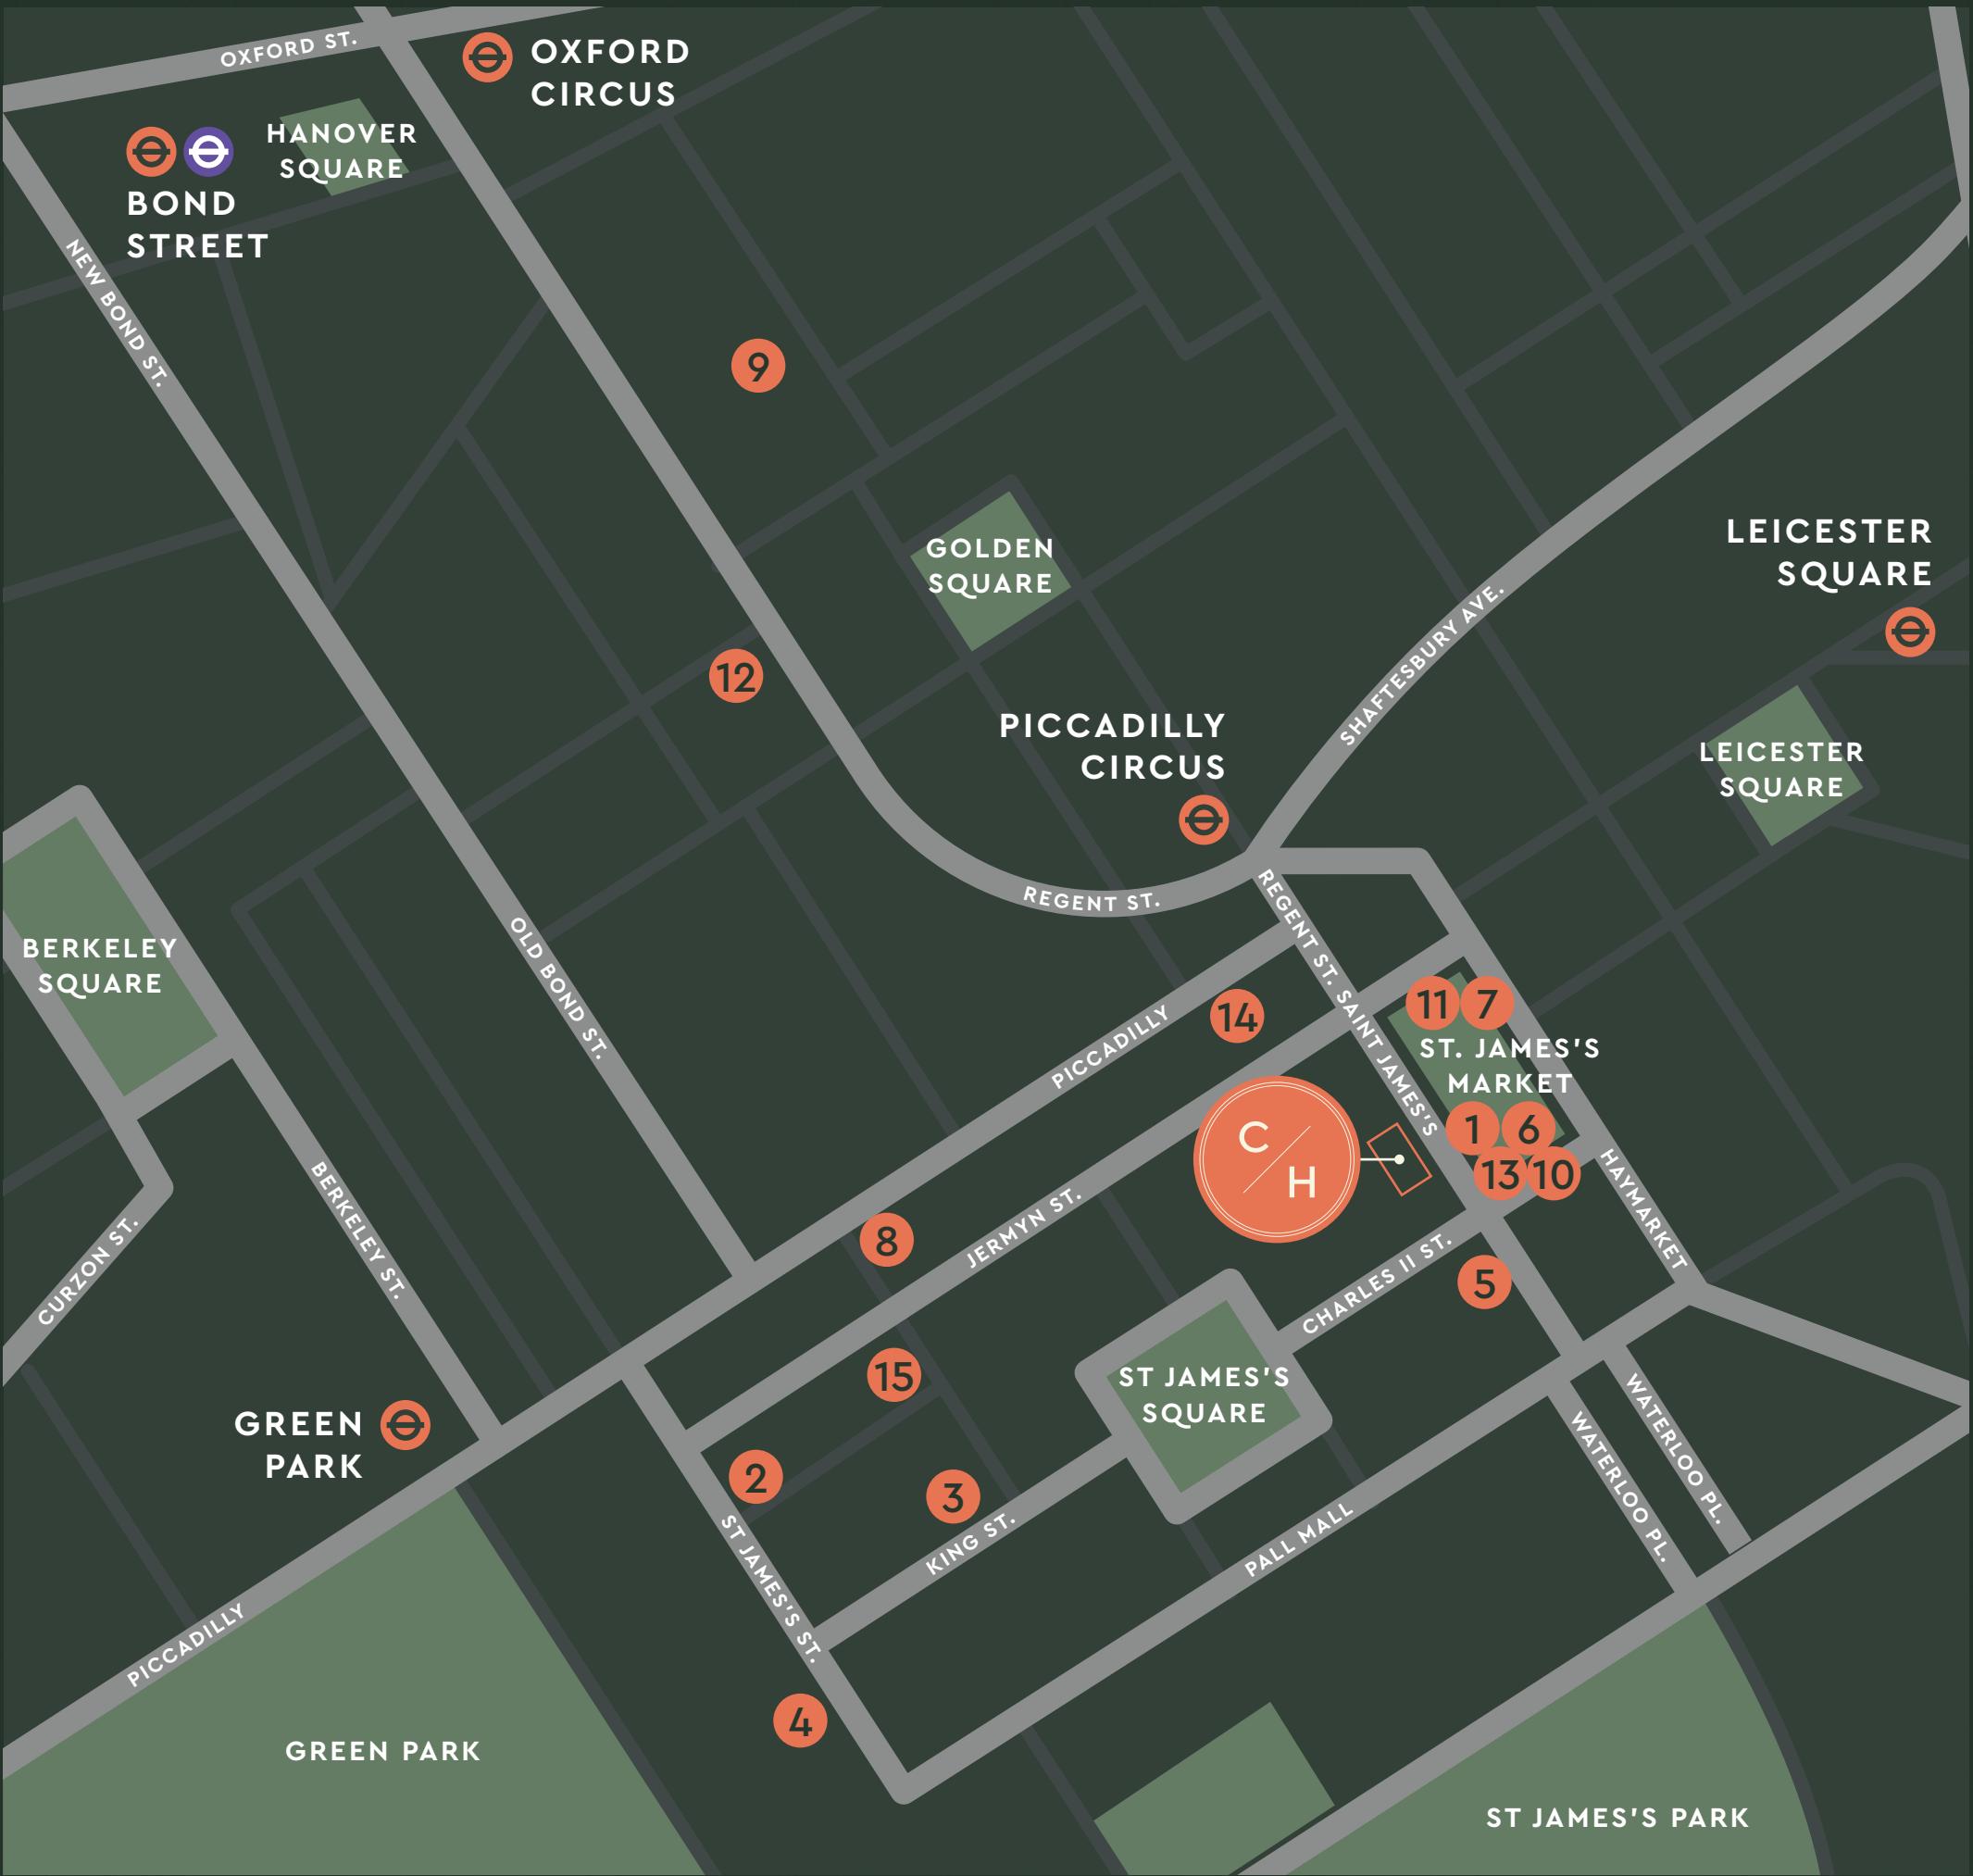 OXFORD ST.
OXFORD
CIRCUS
HANOVER
SQUARE
BOND
STREET
NEW BOND ST.
9
GOLDEN
SQUARE
LEICESTER
SQUARE
SHAFTESBURY AVE.
12
PICCADILLY
CIRCUS
LEICESTER
SQUARE
REGENT ST.
BERKELEY
SQUARE
OLD BOND ST.
REGENT ST. SAINT JAMES'S
PICCADILLY
14
11
7
ST. JAMES'S
MARKET
1
6
13
10
C
H
HAYMARKET
BERKELEY ST.
CURZON ST.
JERMYN ST.
8
CHARLES II ST.
5
15
ST JAMES'S
SQUARE
GREEN
PARK
2
3
KING ST.
ST JAMES'S ST.
PALL MALL
WATERLOO PL.
WATERLOO PL.
PICCADILLY
4
GREEN PARK
ST JAMES'S PARK